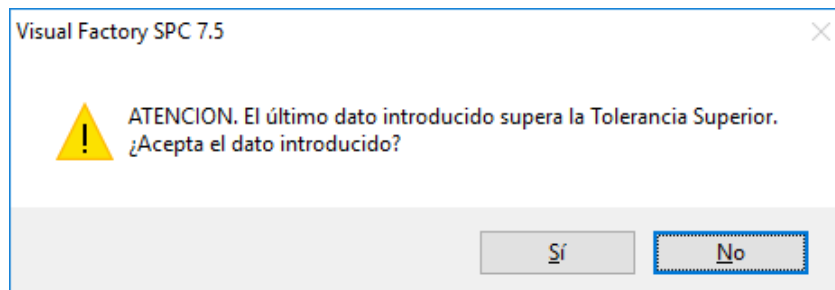 Visual Factory SPC 7.5
ATENCION. El último dato introducido supera la Tolerancia Superior.
¿Acepta el dato introducido?
Sí
No